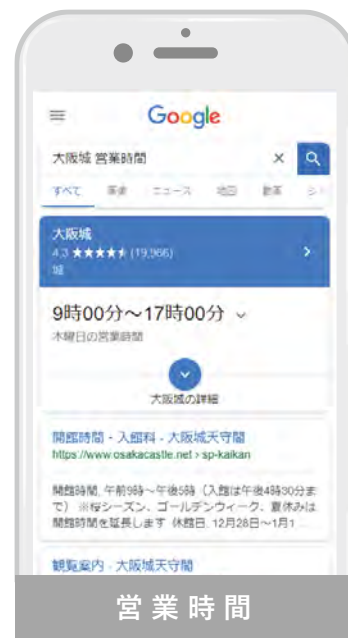 Google
大阪城 営業時間
すべて 画像 ニュース 地図 動画
大阪城
4.3 ★★★★★ (19,966)
城
9時00分～17時00分
木曜日の営業時間
大阪城の詳細
開館時間・入館料 - 大阪城天守閣
https://www.osakacastle.net › sp-kaikan
開館時間. 午前9時～午後5時（入館は午後4時30分ま
で） ※桜シーズン、ゴールデンウィーク、夏休みは
開館時間を延長します 休館日. 12月28日～1月1 ...
観覧案内 - 大阪城天守閣
営業時間